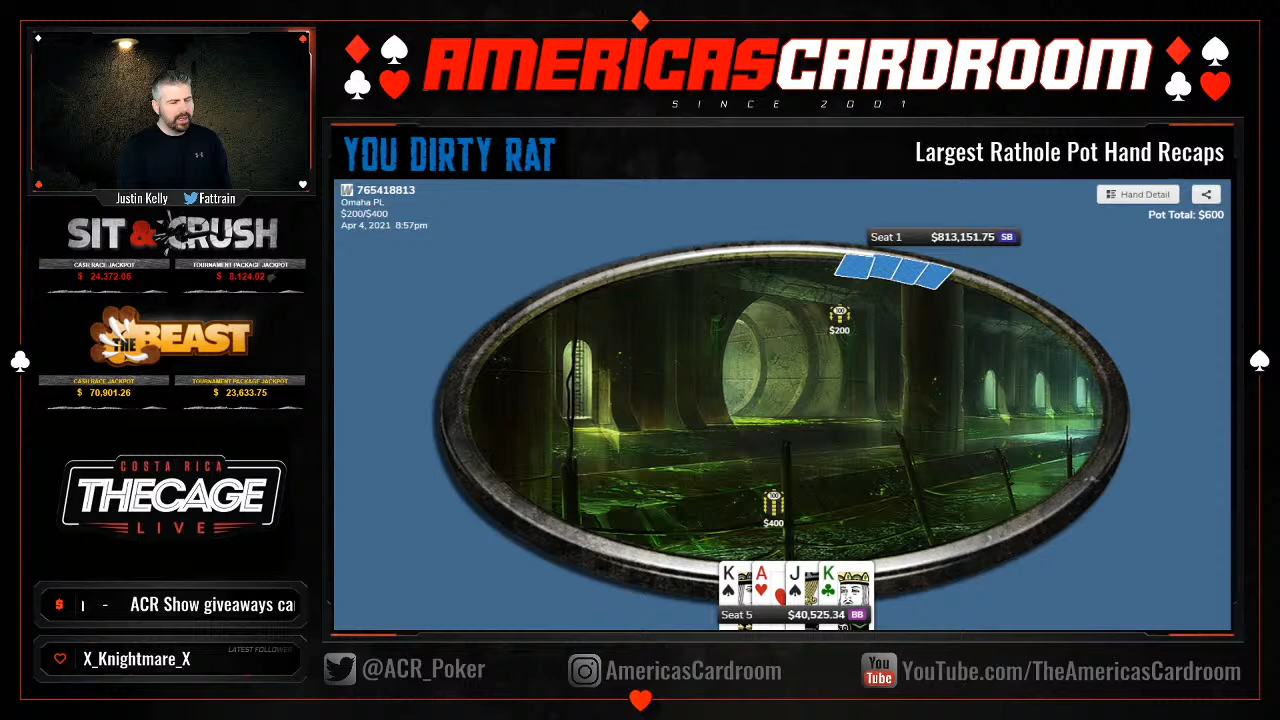 AMERICASCARDROOM
SINCE 2001
Justin Kelly
Fattrain
SIT & CRUSH
CASH RACE JACKPOT
TOURNAMENT PACKAGE JACKPOT
$ 24,372.06
$ 8,124.02
THE BEAST
CASH RACE JACKPOT
TOURNAMENT PACKAGE JACKPOT
$ 70,901.26
$ 23,633.75
COSTA RICA
THE CAGE
LIVE
$ - ACR Show giveaways ca
LATEST FOLLOWER
X_Knightmare_X
YOU DIRTY RAT
Largest Rathole Pot Hand Recaps
765418813
Omaha PL
$200/$400
Apr 4, 2021 8:57pm
Hand Detail
Pot Total: $600
Seat 1 $813,151.75 SB
100
$200
100
$400
K A J K
Seat 5 $40,525.34 BB
@ACR_Poker
AmericasCardroom
You Tube
YouTube.com/TheAmericasCardroom